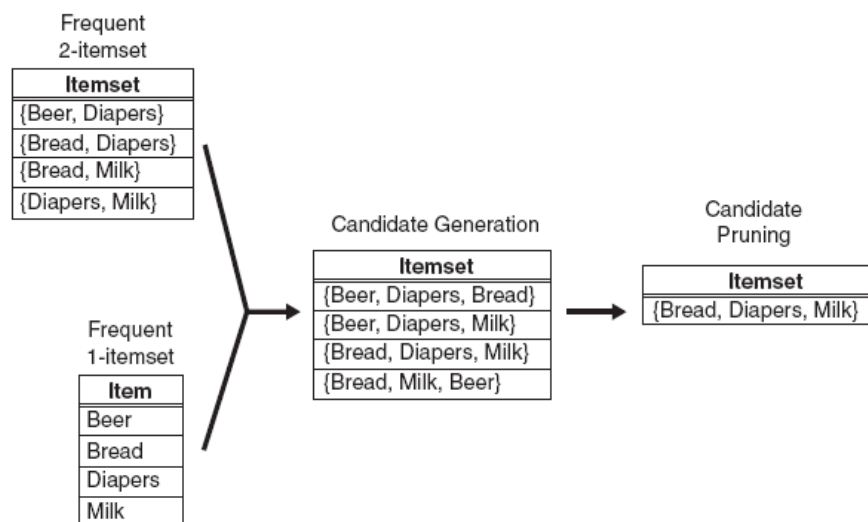 Frequent
2-itemset
Itemset
{Beer, Diapers}
{Bread, Diapers}
{Bread, Milk}
{Diapers, Milk}
Frequent
1-itemset
Item
Beer
Bread
Diapers
Milk
Candidate Generation
Itemset
{Beer, Diapers, Bread}
{Beer, Diapers, Milk}
{Bread, Diapers, Milk}
{Bread, Milk, Beer}
Candidate
Pruning
Itemset
{Bread, Diapers, Milk}